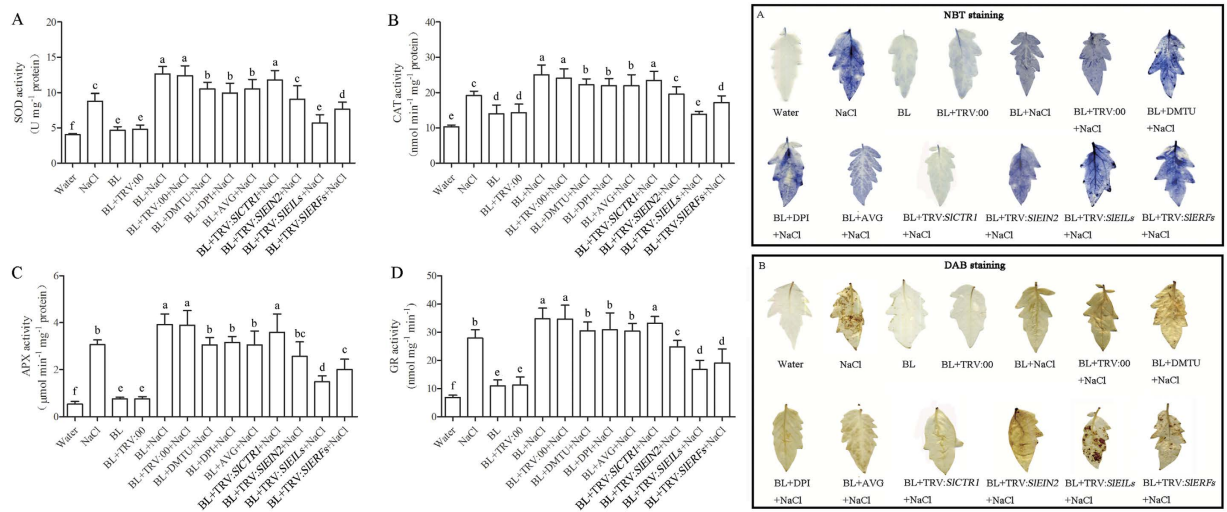 A
SOD activity
(U mg⁻¹ protein)
20
15
10
5
0
f
c
e
e
a
a
b
b
b
a
c
e
d
Water
NaCl
BL
BL+TRV:00
BL+NaCl
BL+TRV:00+NaCl
BL+DMTU+NaCl
BL+DPI+NaCl
BL+AVG+NaCl
BL+TRV:SlCTR1+NaCl
BL+TRV:SlEIN2+NaCl
BL+TRV:SlEILs+NaCl
BL+TRV:SlERFs+NaCl
B
CAT activity
(nmol min⁻¹ mg⁻¹ protein)
40
30
20
10
0
e
c
d
d
a
a
b
b
b
a
c
d
c
Water
NaCl
BL
BL+TRV:00
BL+NaCl
BL+TRV:00+NaCl
BL+DMTU+NaCl
BL+DPI+NaCl
BL+AVG+NaCl
BL+TRV:SlCTR1+NaCl
BL+TRV:SlEIN2+NaCl
BL+TRV:SlEILs+NaCl
BL+TRV:SlERFs+NaCl
C
APX activity
(μmol min⁻¹ mg⁻¹ protein)
6
4
2
0
f
b
e
e
a
a
b
b
b
a
bc
d
c
Water
NaCl
BL
BL+TRV:00
BL+NaCl
BL+TRV:00+NaCl
BL+DMTU+NaCl
BL+DPI+NaCl
BL+AVG+NaCl
BL+TRV:SlCTR1+NaCl
BL+TRV:SlEIN2+NaCl
BL+TRV:SlEILs+NaCl
BL+TRV:SlERFs+NaCl
D
GR activity
(nmol mg⁻¹ min⁻¹)
50
40
30
20
10
0
f
b
e
e
a
a
b
b
b
a
c
d
d
Water
NaCl
BL
BL+TRV:00
BL+NaCl
BL+TRV:00+NaCl
BL+DMTU+NaCl
BL+DPI+NaCl
BL+AVG+NaCl
BL+TRV:SlCTR1+NaCl
BL+TRV:SlEIN2+NaCl
BL+TRV:SlEILs+NaCl
BL+TRV:SlERFs+NaCl
A
NBT staining
Water
NaCl
BL
BL+TRV:00
BL+NaCl
BL+TRV:00
+NaCl
BL+DMTU
+NaCl
BL+DPI
+NaCl
BL+AVG
+NaCl
BL+TRV:SlCTR1
+NaCl
BL+TRV:SlEIN2
+NaCl
BL+TRV:SlEILs
+NaCl
BL+TRV:SlERFs
+NaCl
B
DAB staining
Water
NaCl
BL
BL+TRV:00
BL+NaCl
BL+TRV:00
+NaCl
BL+DMTU
+NaCl
BL+DPI
+NaCl
BL+AVG
+NaCl
BL+TRV:SlCTR1
+NaCl
BL+TRV:SlEIN2
+NaCl
BL+TRV:SlEILs
+NaCl
BL+TRV:SlERFs
+NaCl